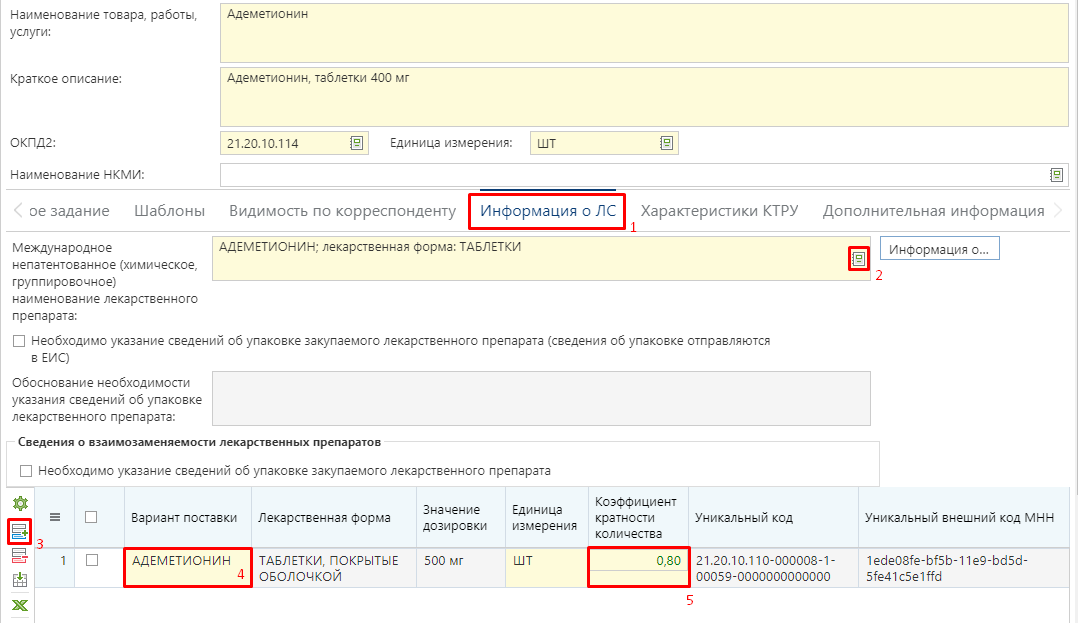 Наименование товара, работы,
услуги:
Адеметионин
Краткое описание:
Адеметионин, таблетки 400 мг
ОКПД2:
21.20.10.114
Единица измерения:
ШТ
Наименование НКМИ:
ое задание
Шаблоны
Видимость по корреспонденту
Информация о ЛС
1
Характеристики КТРУ
Дополнительная информация
Международное
непатентованное (химическое,
группировочное)
наименование лекарственного
препарата:
АДЕМЕТИОНИН; лекарственная форма: ТАБЛЕТКИ
2
Информация о...
Необходимо указание сведений об упаковке закупаемого лекарственного препарата (сведения об упаковке отправляются
в ЕИС)
Обоснование необходимости
указания сведений об упаковке
лекарственного препарата:
Сведения о взаимозаменяемости лекарственных препаратов
Необходимо указание сведений об упаковке закупаемого лекарственного препарата
3
Вариант поставки
Лекарственная форма
Значение
дозировки
Единица
измерения
Коэффициент
кратности
количества
Уникальный код
Уникальный внешний код МНН
1
АДЕМЕТИОНИН
4
ТАБЛЕТКИ, ПОКРЫТЫЕ
ОБОЛОЧКОЙ
500 мг
ШТ
0,80
5
21.20.10.110-000008-1-
00059-0000000000000
1ede08fe-bf5b-11e9-bd5d-
5fe41c5e1ffd